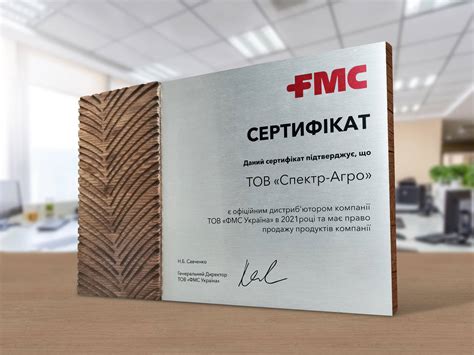 FMC
СЕРТИФІКАТ
Даний сертифікат підтверджує, що
ТОВ «Спектр-Агро»
є офіційним дистриб’ютором компанії
ТОВ «ФМС Україна» в 2021році та має право
продажу продуктів компанії
Н.Б. Савченко
Генеральний Директор
ТОВ «ФМС Україна»